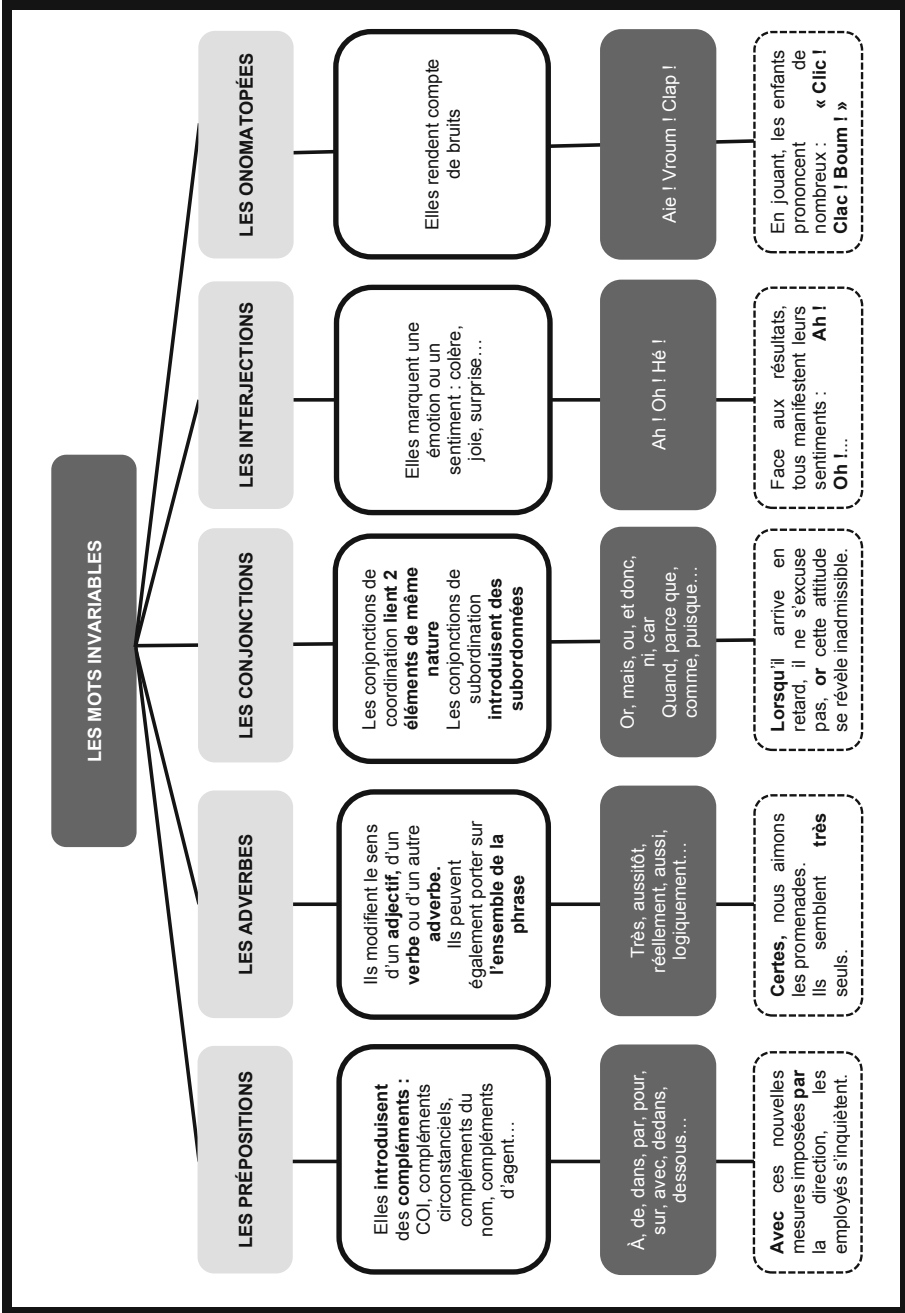 LES MOTS INVARIABLES
LES PRÉPOSITIONS
Elles introduisent
des compléments :
COI, compléments
circonstanciels,
compléments du
nom, compléments
d'agent…
À, de, dans, par, pour,
sur, avec, dedans,
dessous…
Avec ces nouvelles
mesures imposées par
la direction, les
employés s'inquiètent.
LES ADVERBES
Ils modifient le sens
d'un adjectif, d'un
verbe ou d'un autre
adverbe.
Ils peuvent
également porter sur
l'ensemble de la
phrase
Très, aussitôt,
réellement, aussi,
logiquement…
Certes, nous aimons
les promenades.
Ils semblent très
seuls.
LES CONJONCTIONS
Les conjonctions de
coordination lient 2
éléments de même
nature
Les conjonctions de
subordination
introduisent des
subordonnées
Or, mais, ou, et donc,
ni, car
Quand, parce que,
comme, puisque…
Lorsqu'il arrive en
retard, il ne s'excuse
pas, or cette attitude
se révèle inadmissible.
LES INTERJECTIONS
Elles marquent une
émotion ou un
sentiment : colère,
joie, surprise…
Ah ! Oh ! Hé !
Face aux résultats,
tous manifestent leurs
sentiments : Ah !
Oh !...
LES ONOMATOPÉES
Elles rendent compte
de bruits
Aie ! Vroum ! Clap !
En jouant, les enfants
prononcent de
nombreux : « Clic !
Clac ! Boum ! »